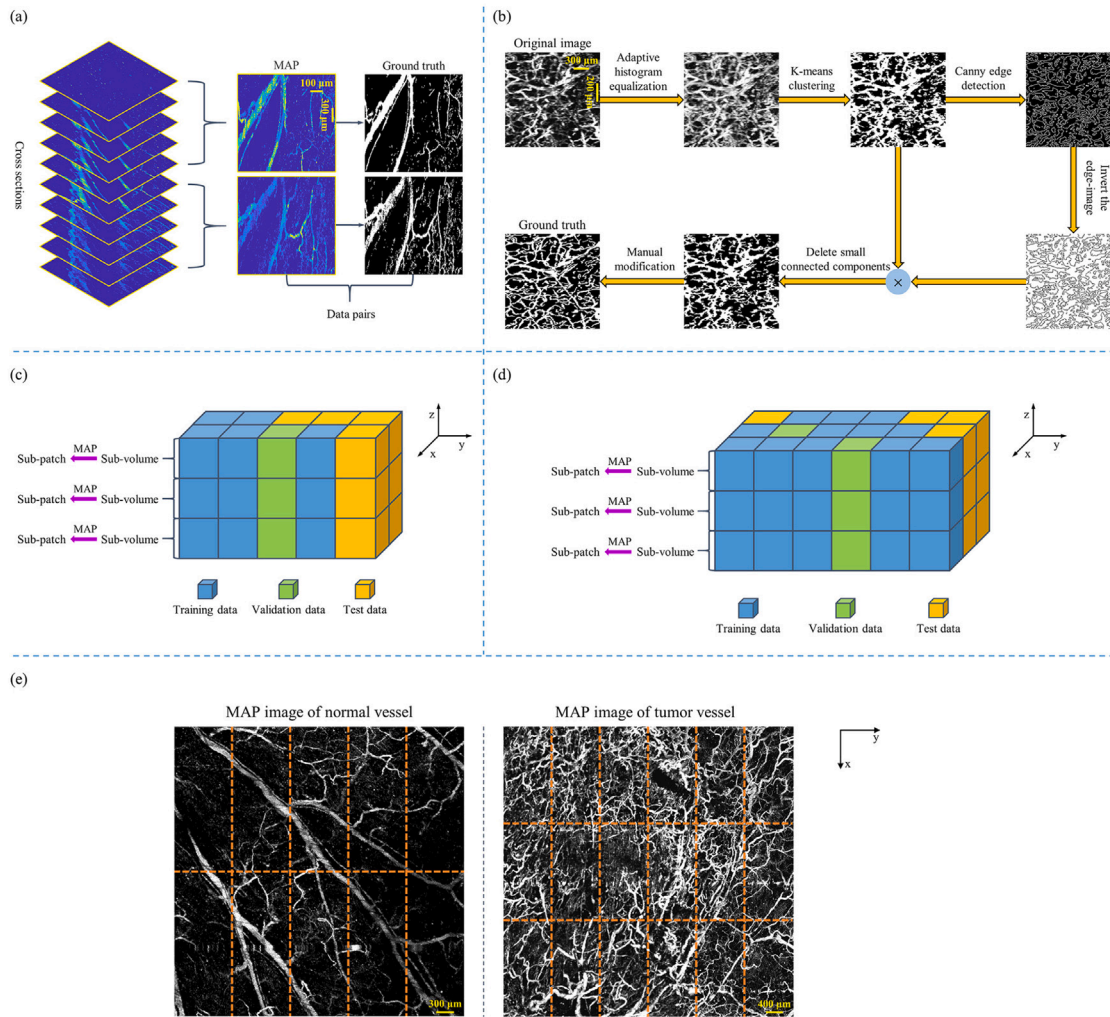 (a)
MAP
Ground truth
100 μm
300 μm
Cross sections
Data pairs
(b)
Original image
300 μm
200 μm
Adaptive
histogram
equalization
K-means
clustering
Canny edge
detection
Invert the
edge-image
Ground truth
Manual
modification
Delete small
connected components
×
(c)
z
y
x
Sub-patch MAP Sub-volume
Sub-patch MAP Sub-volume
Sub-patch MAP Sub-volume
Training data Validation data Test data
(d)
z
y
x
Sub-patch MAP Sub-volume
Sub-patch MAP Sub-volume
Sub-patch MAP Sub-volume
Training data Validation data Test data
(e)
MAP image of normal vessel
300 μm
MAP image of tumor vessel
400 μm
y
x